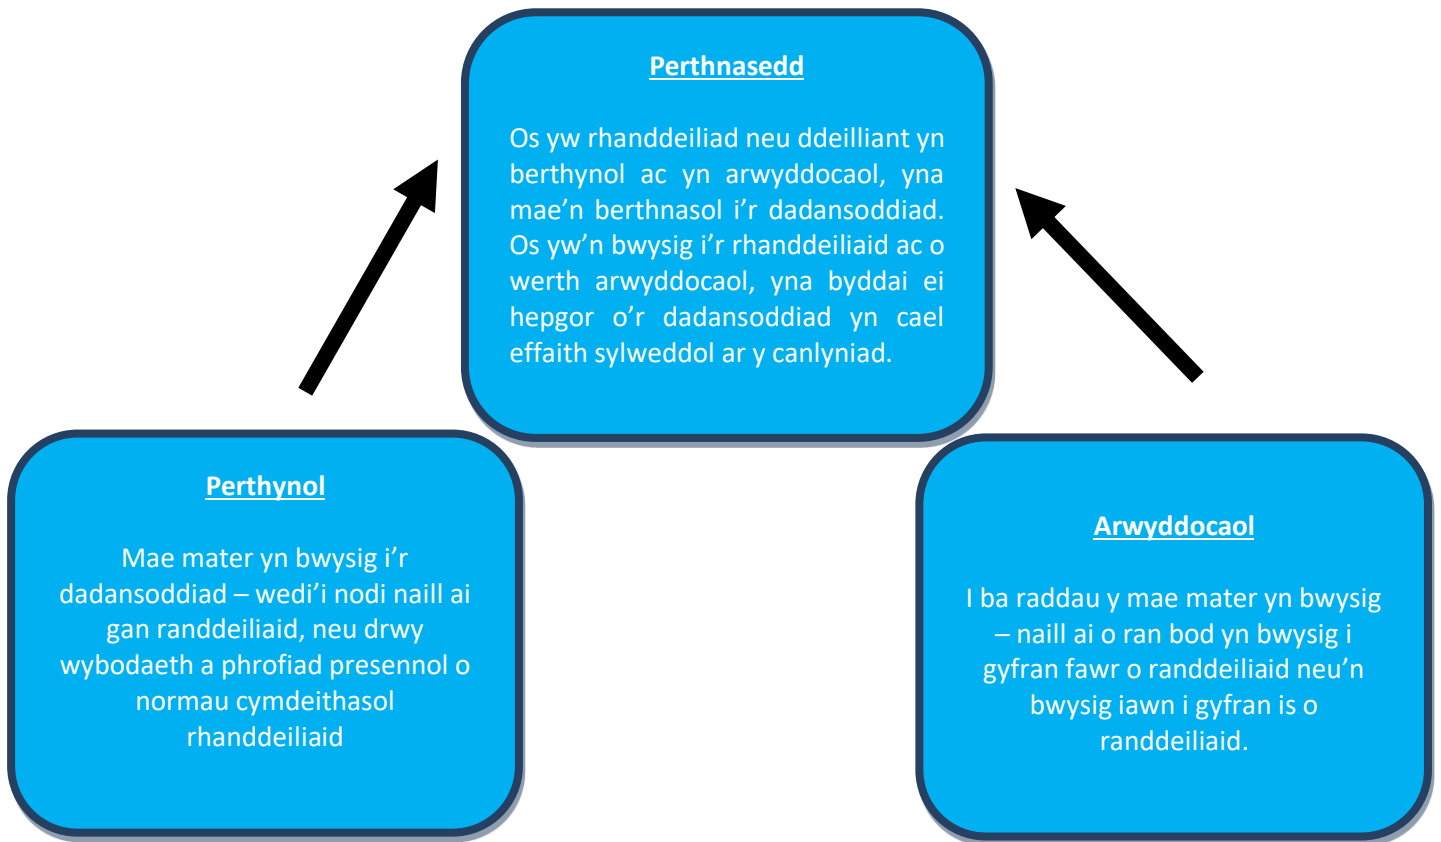 Perthnasedd
Os yw rhanddeiliad neu ddeilliant yn
berthynol ac yn arwyddocaol, yna
mae’n berthnasol i’r dadansoddiad.
Os yw’n bwysig i’r rhanddeiliaid ac o
werth arwyddocaol, yna byddai ei
hepgor o’r dadansoddiad yn cael
effaith sylweddol ar y canlyniad.
Perthynol
Mae mater yn bwysig i’r
dadansoddiad – wedi’i nodi naill ai
gan randdeiliaid, neu drwy
wybodaeth a phrofiad presennol o
normau cymdeithasol
rhanddeiliaid
Arwyddocaol
I ba raddau y mae mater yn bwysig
– naill ai o ran bod yn bwysig i
gyfran fawr o randdeiliaid neu’n
bwysig iawn i gyfran is o
randdeiliaid.